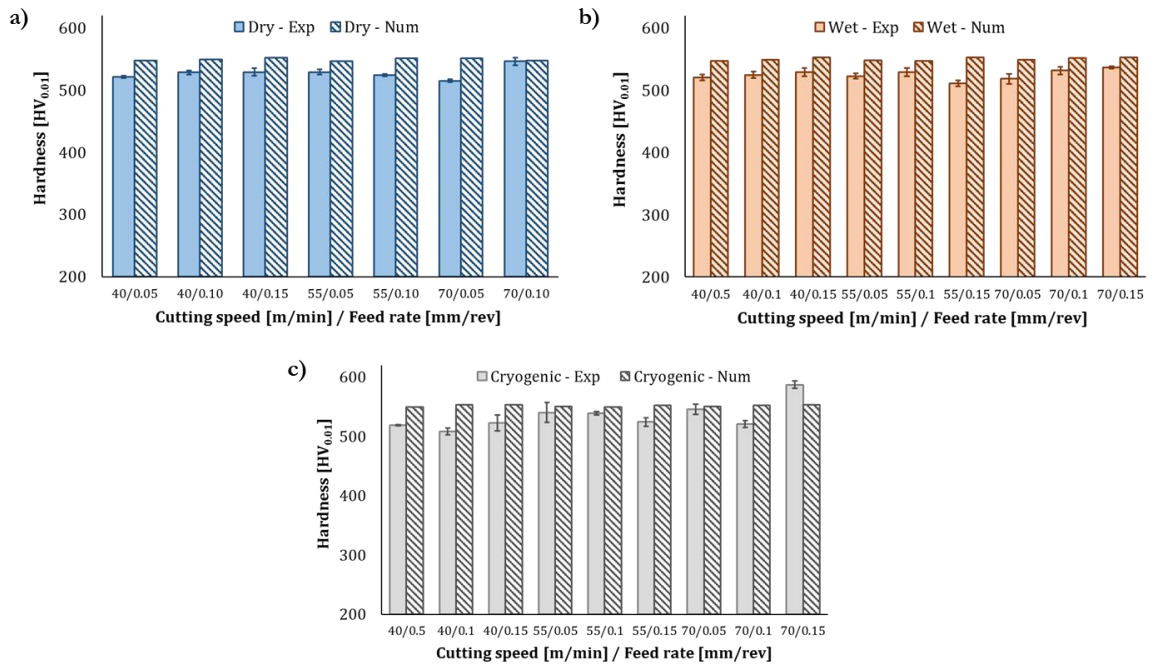 a)
Dry - Exp
Dry - Num
600
500
400
300
200
Hardness [HV0.01]
40/0.05 40/0.10 40/0.15 55/0.05 55/0.10 70/0.05 70/0.10
Cutting speed [m/min] / Feed rate [mm/rev]
b)
Wet - Exp
Wet - Num
600
500
400
300
200
Hardness [HV0.01]
40/0.5 40/0.1 40/0.15 55/0.05 55/0.1 55/0.15 70/0.05 70/0.1 70/0.15
Cutting speed [m/min] / Feed rate [mm/rev]
c)
Cryogenic - Exp
Cryogenic - Num
600
500
400
300
200
Hardness [HV0.01]
40/0.5 40/0.1 40/0.15 55/0.05 55/0.1 55/0.15 70/0.05 70/0.1 70/0.15
Cutting speed [m/min] / Feed rate [mm/rev]